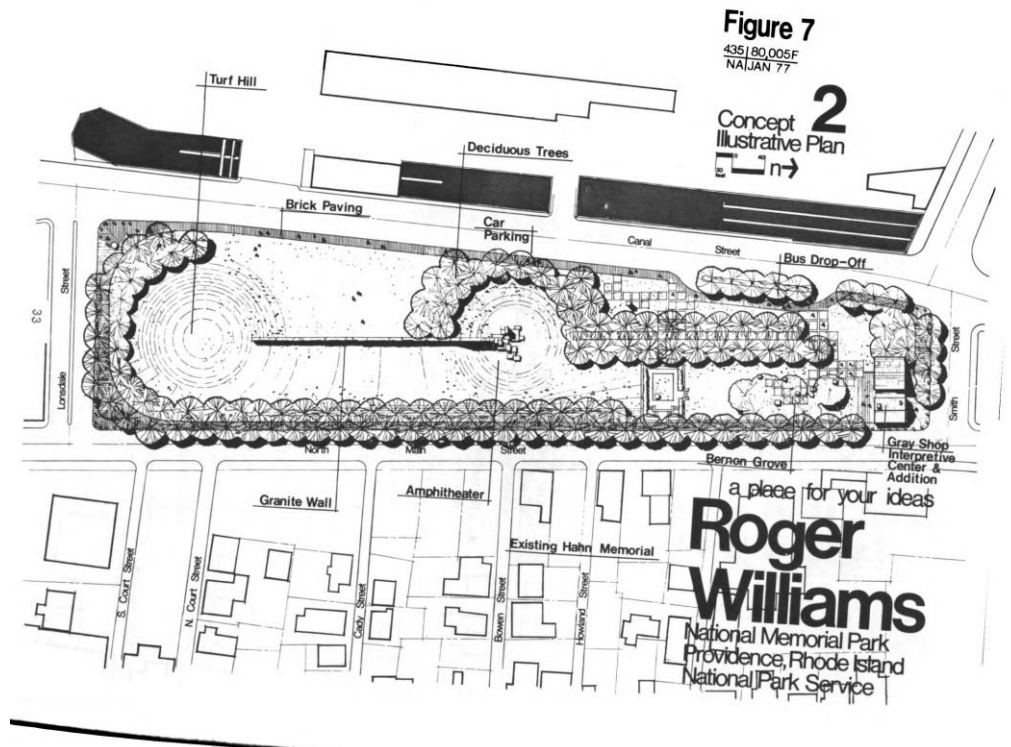 Figure 7
435|80,005F
NA|JAN 77
Concept 2
Illustrative Plan
0 40
20
feet
n
Turf Hill
Deciduous Trees
Brick Paving
Car
Parking
Canal Street
Bus Drop-Off
33
Lonsdale Street
Smith Street
North Main Street
Gray Shop
Interpretive
Center &
Addition
Bernon Grove
Granite Wall
Amphitheater
Existing Hahn Memorial
S. Court Street
N. Court Street
Cady Street
Bowen Street
Howland Street
a place for your ideas
Roger
Williams
National Memorial Park
Providence, Rhode Island
National Park Service